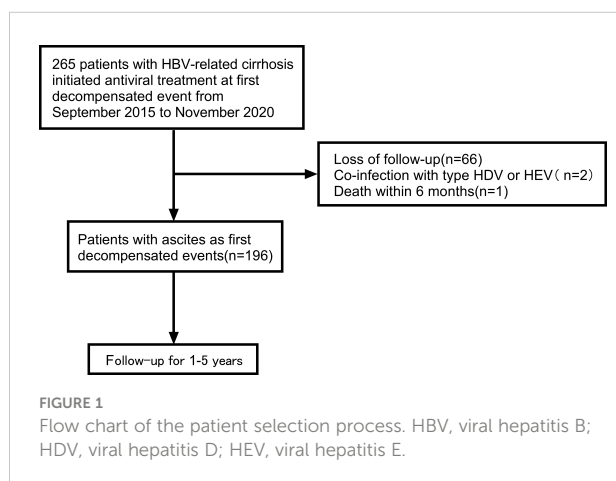 265 patients with HBV-related cirrhosis
initiated antiviral treatment at first
decompensated event from
September 2015 to November 2020
Loss of follow-up(n=66)
Co-infection with type HDV or HEV( n=2)
Death within 6 months(n=1)
Patients with ascites as first
decompensated events(n=196)
Follow-up for 1-5 years
FIGURE 1
Flow chart of the patient selection process. HBV, viral hepatitis B;
HDV, viral hepatitis D; HEV, viral hepatitis E.